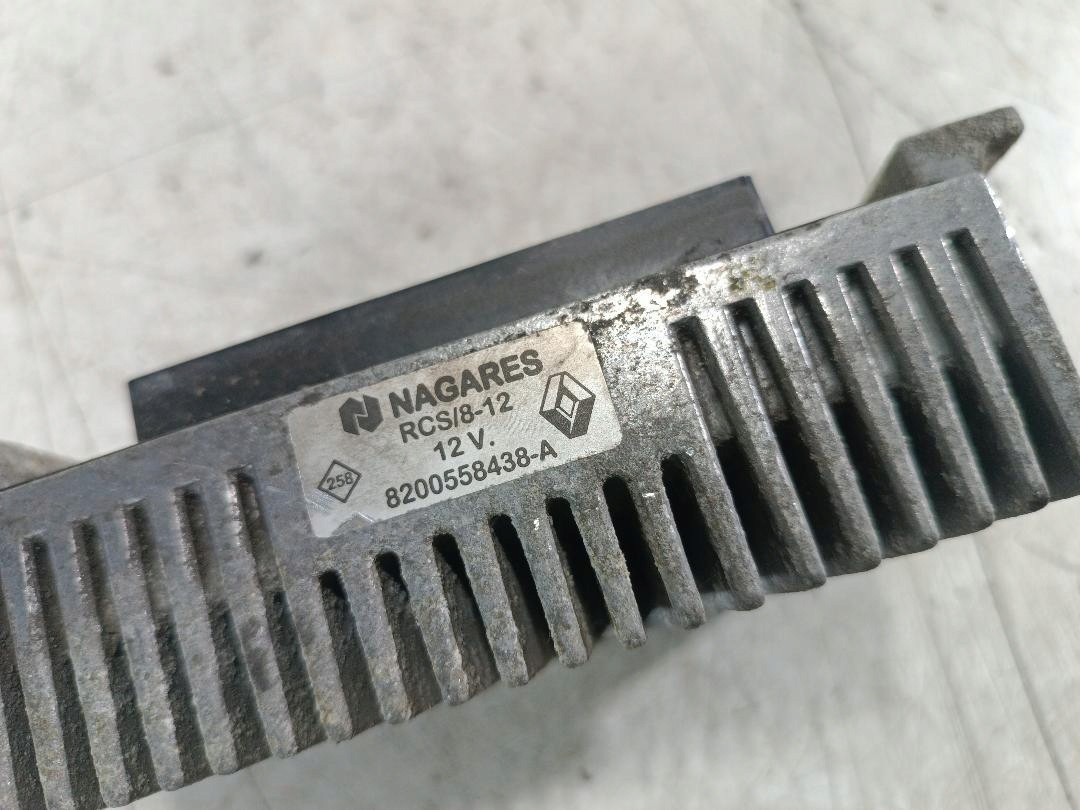 NAGARES
RCS/8-12
12 V.
258
8200558438-A